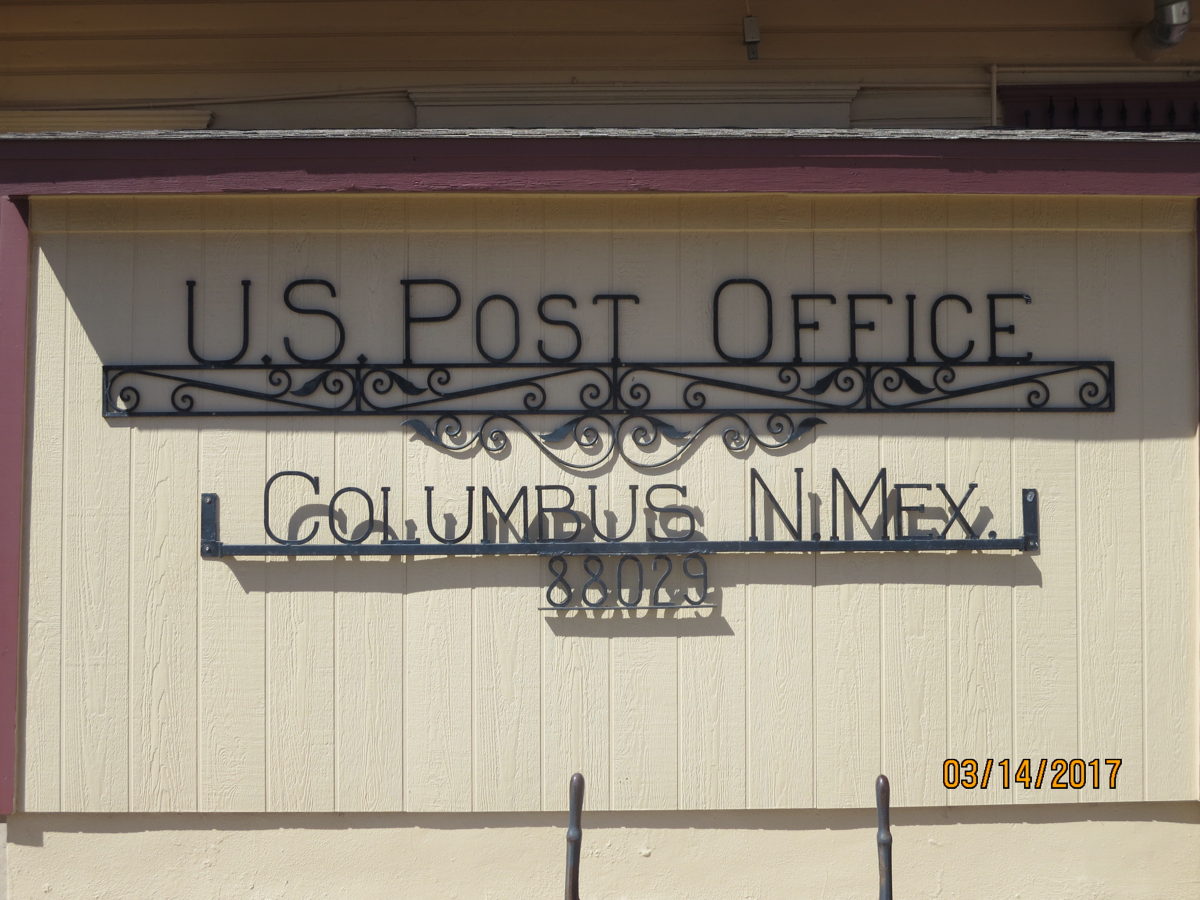 U.S. POST OFFICE
COLUMBUS N.MEX.
88029
03/14/2017